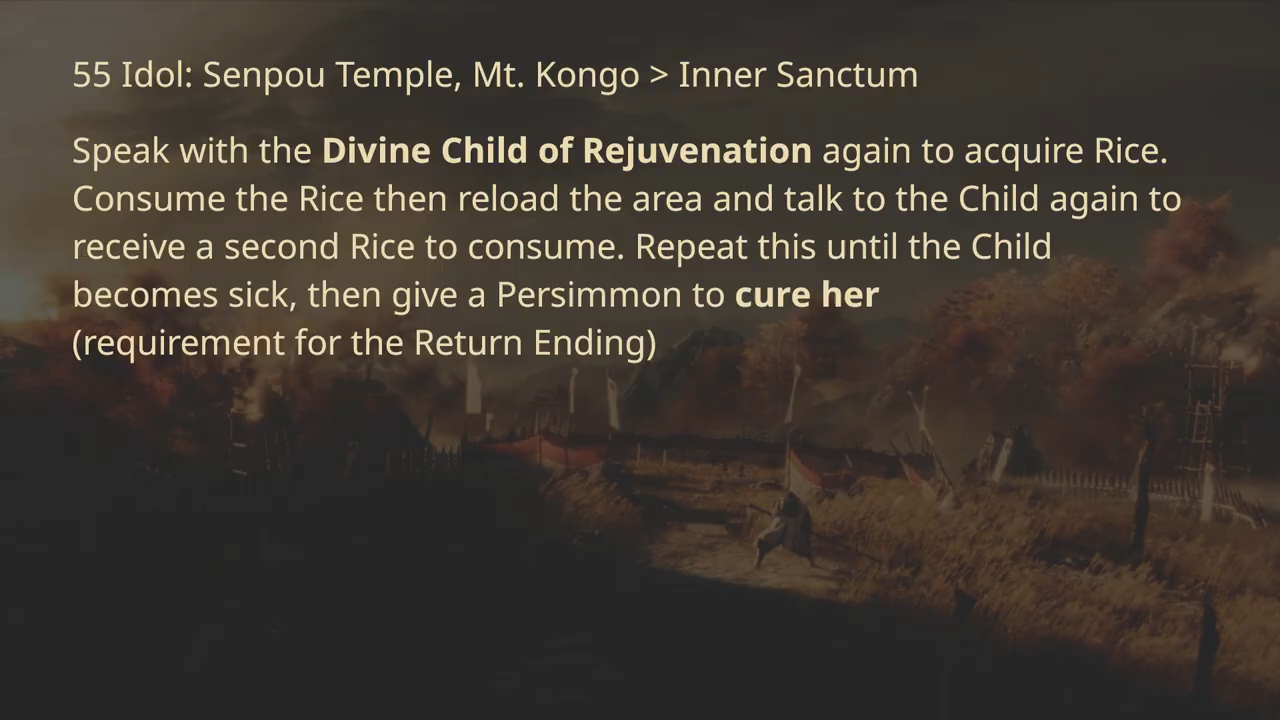 55 Idol: Senpou Temple, Mt. Kongo > Inner Sanctum
Speak with the Divine Child of Rejuvenation again to acquire Rice.
Consume the Rice then reload the area and talk to the Child again to
receive a second Rice to consume. Repeat this until the Child
becomes sick, then give a Persimmon to cure her
(requirement for the Return Ending)